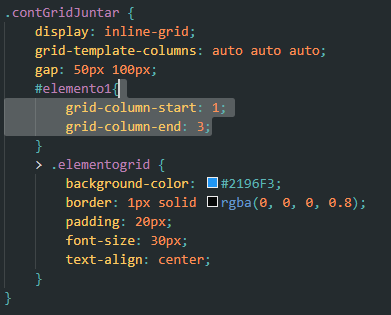 .contGridJuntar {
display: inline-grid;
grid-template-columns: auto auto auto;
gap: 50px 100px;
#elemento1{
grid-column-start: 1;
grid-column-end: 3;
}
> .elementogrid {
background-color: #2196F3;
border: 1px solid rgba(0, 0, 0, 0.8);
padding: 20px;
font-size: 30px;
text-align: center;
}
}